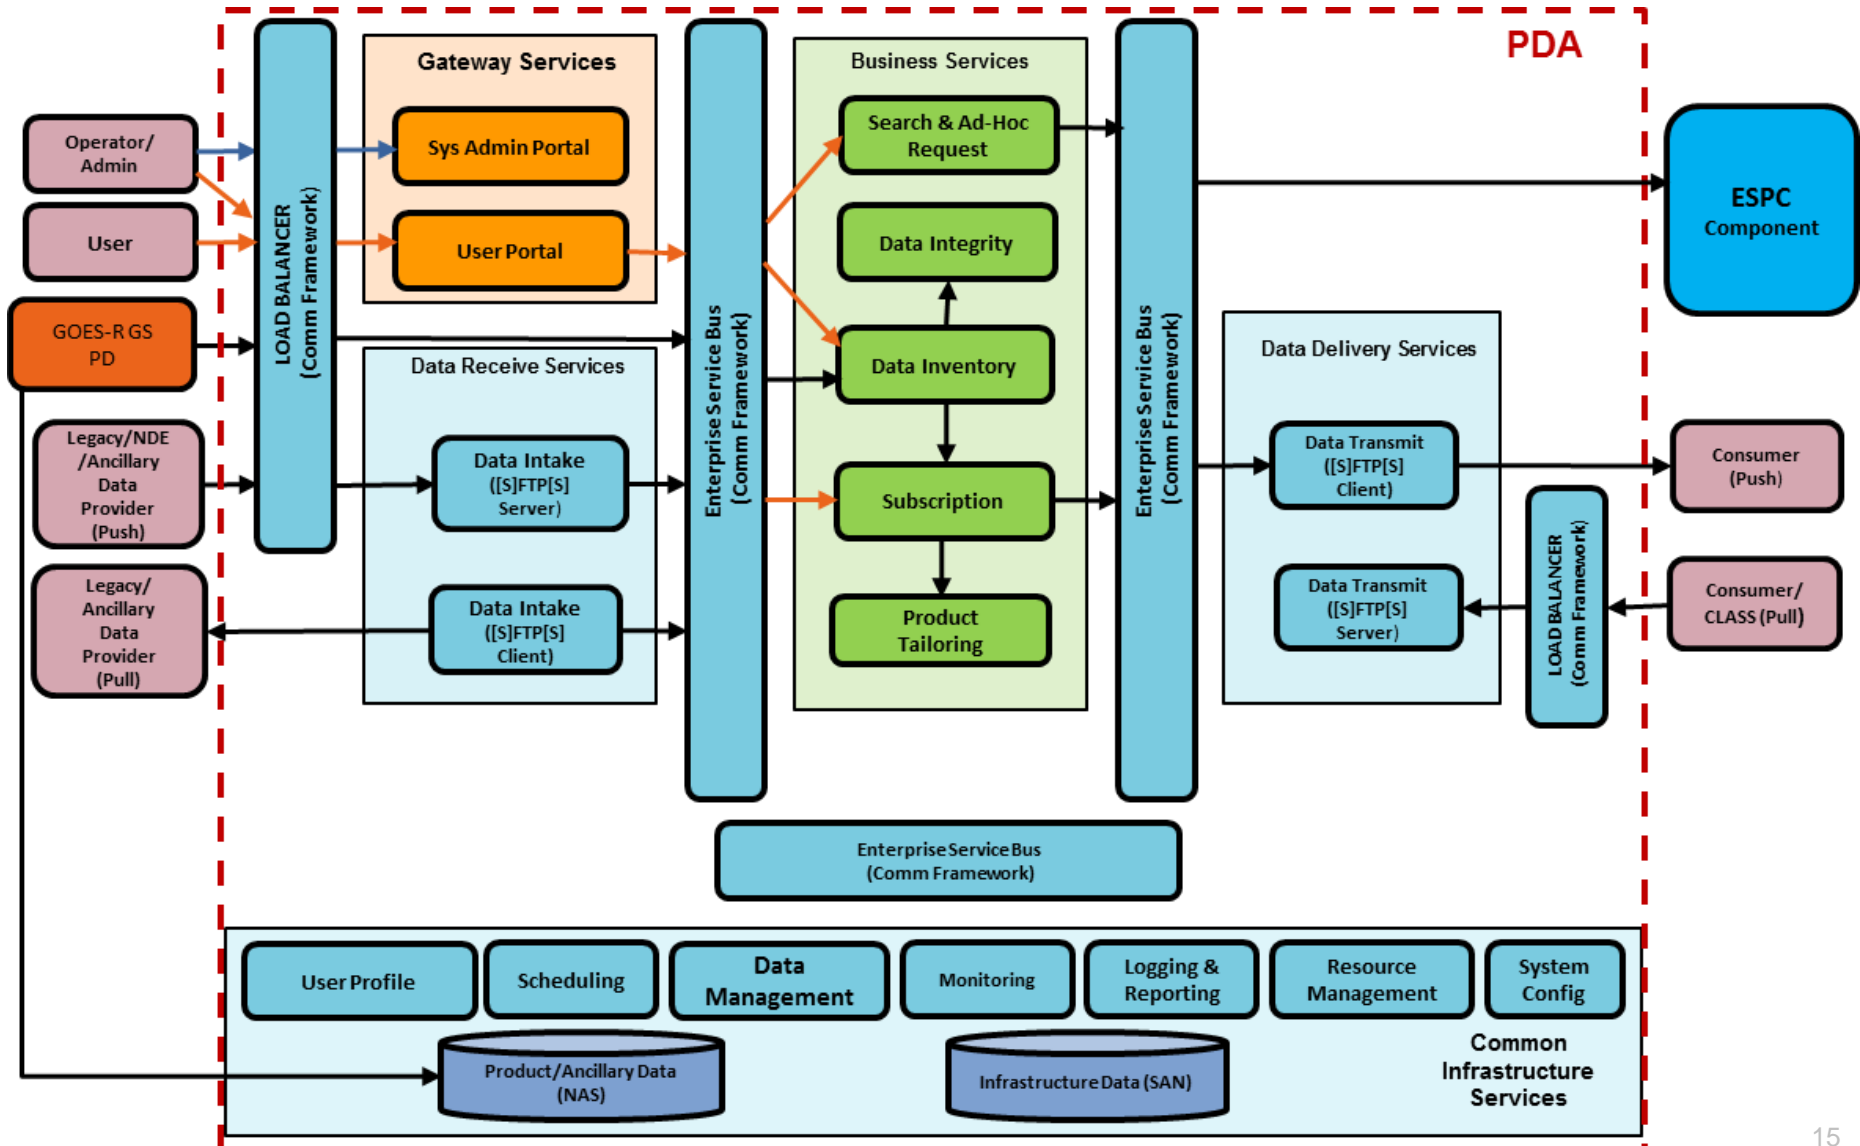 PDA
Operator/
Admin
User
GOES-R GS
PD
Legacy/NDE
/Ancillary
Data
Provider
(Push)
Legacy/
Ancillary
Data
Provider
(Pull)
LOAD BALANCER
(Comm Framework)
Gateway Services
Sys Admin Portal
User Portal
Data Receive Services
Data Intake
([S]FTP[S]
Server)
Data Intake
([S]FTP[S]
Client)
Enterprise Service Bus
(Comm Framework)
Business Services
Search & Ad-Hoc
Request
Data Integrity
Data Inventory
Subscription
Product
Tailoring
Enterprise Service Bus
(Comm Framework)
Data Delivery Services
Data Transmit
([S]FTP[S]
Client)
Data Transmit
([S]FTP[S]
Server)
LOAD BALANCER
(Comm Framework)
ESPC
Component
Consumer
(Push)
Consumer/
CLASS (Pull)
Enterprise Service Bus
(Comm Framework)
User Profile
Scheduling
Data
Management
Monitoring
Logging &
Reporting
Resource
Management
System
Config
Product/Ancillary Data
(NAS)
Infrastructure Data (SAN)
Common
Infrastructure
Services
15